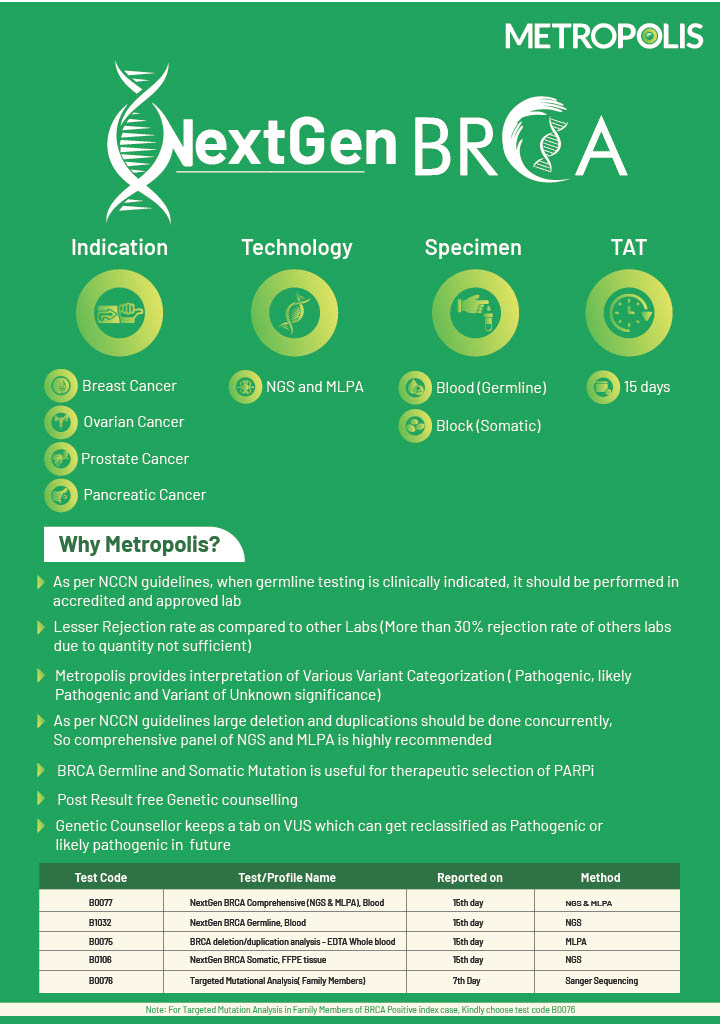 METROPOLIS
NextGen BRCA
Indication Technology Specimen TAT
Breast Cancer NGS and MLPA Blood (Germline) 15 days
Ovarian Cancer Block (Somatic)
Prostate Cancer
Pancreatic Cancer
Why Metropolis?
As per NCCN guidelines, when germline testing is clinically indicated, it should be performed in
accredited and approved lab
Lesser Rejection rate as compared to other Labs (More than 30% rejection rate of others labs
due to quantity not sufficient)
Metropolis provides interpretation of Various Variant Categorization ( Pathogenic, likely
Pathogenic and Variant of Unknown significance)
As per NCCN guidelines large deletion and duplications should be done concurrently,
So comprehensive panel of NGS and MLPA is highly recommended
BRCA Germline and Somatic Mutation is useful for therapeutic selection of PARPi
Post Result free Genetic counselling
Genetic Counsellor keeps a tab on VUS which can get reclassified as Pathogenic or
likely pathogenic in future
Test Code Test/Profile Name Reported on Method
B0077 NextGen BRCA Comprehensive (NGS & MLPA), Blood 15th day NGS & MLPA
B1032 NextGen BRCA Germline, Blood 15th day NGS
B0075 BRCA deletion/duplication analysis - EDTA Whole blood 15th day MLPA
B0106 NextGen BRCA Somatic, FFPE tissue 15th day NGS
B0076 Targeted Mutational Analysis( Family Members) 7th Day Sanger Sequencing
Note: For Targeted Mutation Analysis in Family Members of BRCA Positive index case, Kindly choose test code B0076